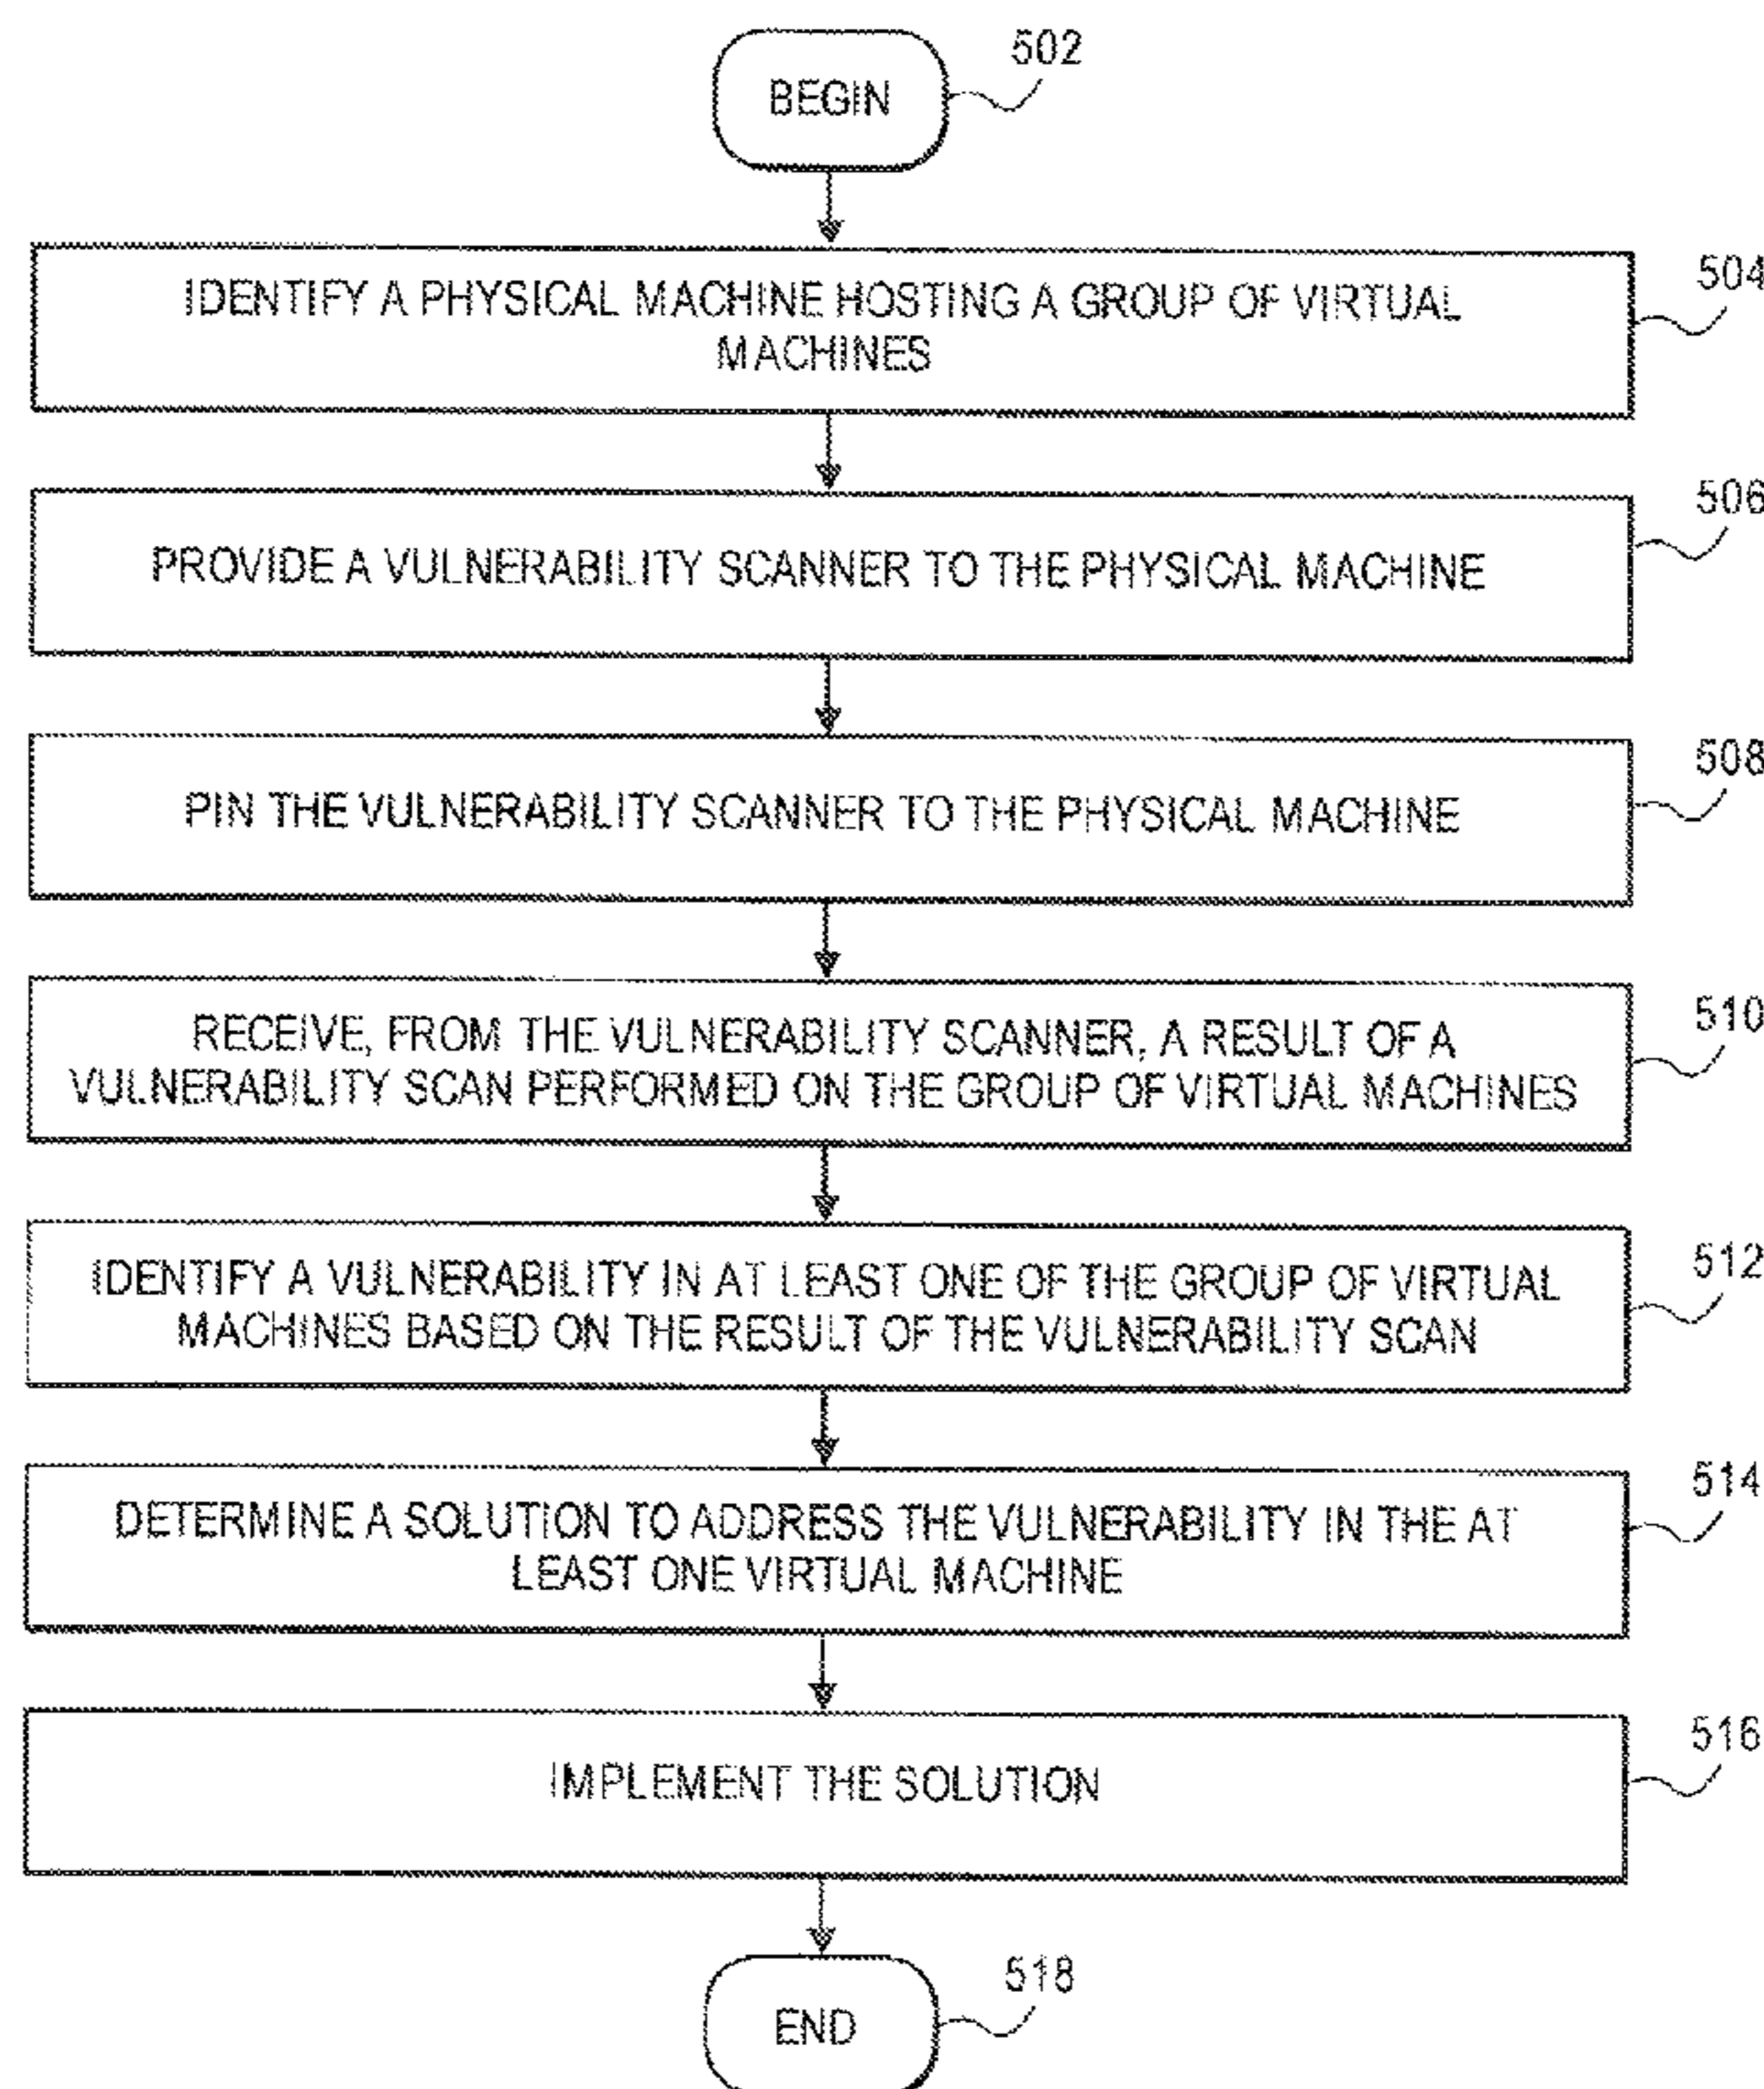 502
BEGIN
504
IDENTIFY A PHYSICAL MACHINE HOSTING A GROUP OF VIRTUAL
MACHINES
506
PROVIDE A VULNERABILITY SCANNER TO THE PHYSICAL MACHINE
508
PIN THE VULNERABILITY SCANNER TO THE PHYSICAL MACHINE
510
RECEIVE, FROM THE VULNERABILITY SCANNER, A RESULT OF A
VULNERABILITY SCAN PERFORMED ON THE GROUP OF VIRTUAL MACHINES
512
IDENTIFY A VULNERABILITY IN AT LEAST ONE OF THE GROUP OF VIRTUAL
MACHINES BASED ON THE RESULT OF THE VULNERABILITY SCAN
514
DETERMINE A SOLUTION TO ADDRESS THE VULNERABILITY IN THE AT
LEAST ONE VIRTUAL MACHINE
516
IMPLEMENT THE SOLUTION
518
END